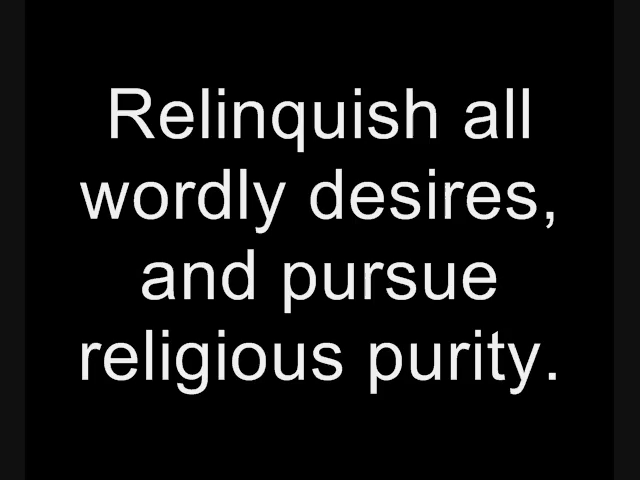 Relinquish all
wordly desires,
and pursue
religious purity.